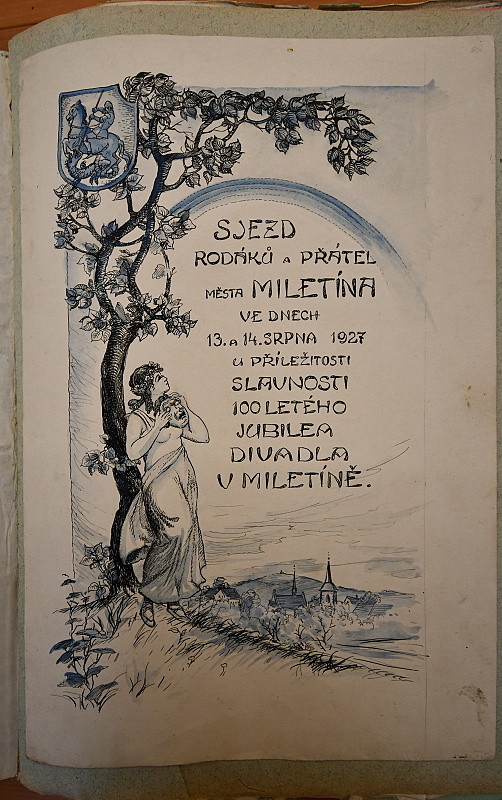 SJEZD
RODÁKŮ A PŘÁTEL
MĚSTA MILETÍNA
VE DNECH
13. A 14. SRPNA 1927
U PŘÍLEŽITOSTI
SLAVNOSTI
100 LETÉHO
JUBILEA
DIVADLA
V MILETÍNĚ.